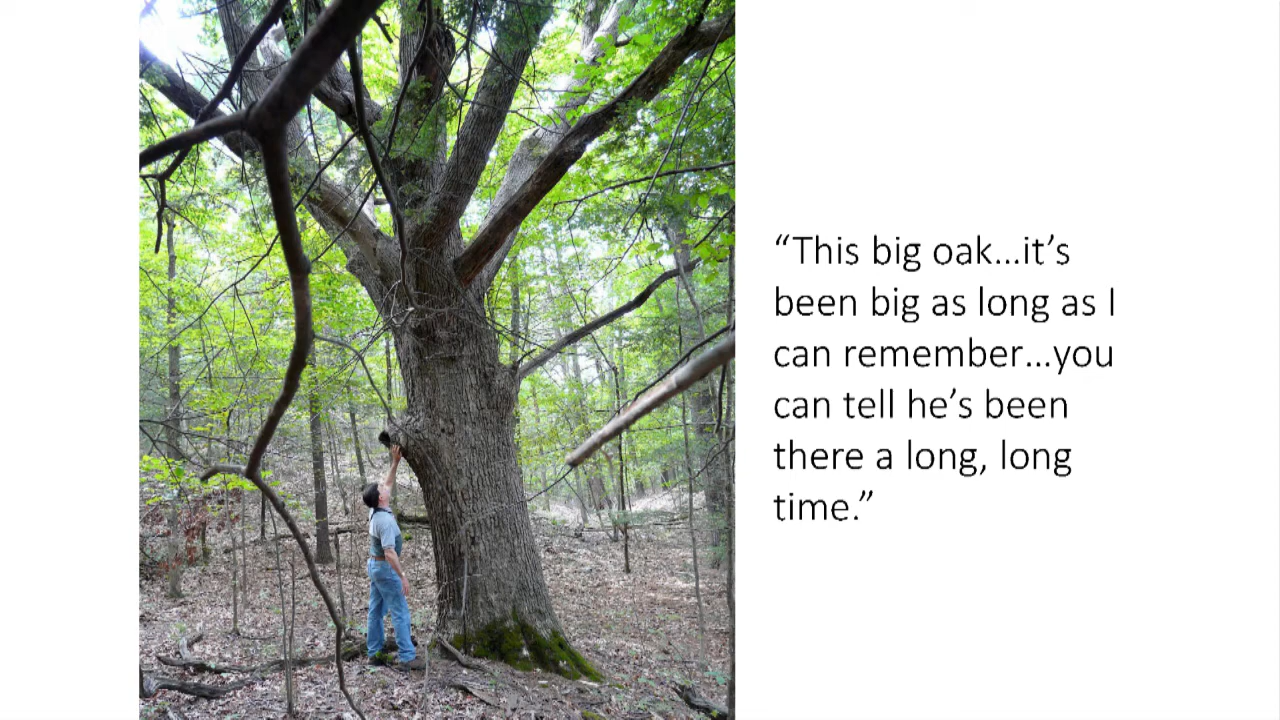 “This big oak…it’s
been big as long as I
can remember…you
can tell he’s been
there a long, long
time.”